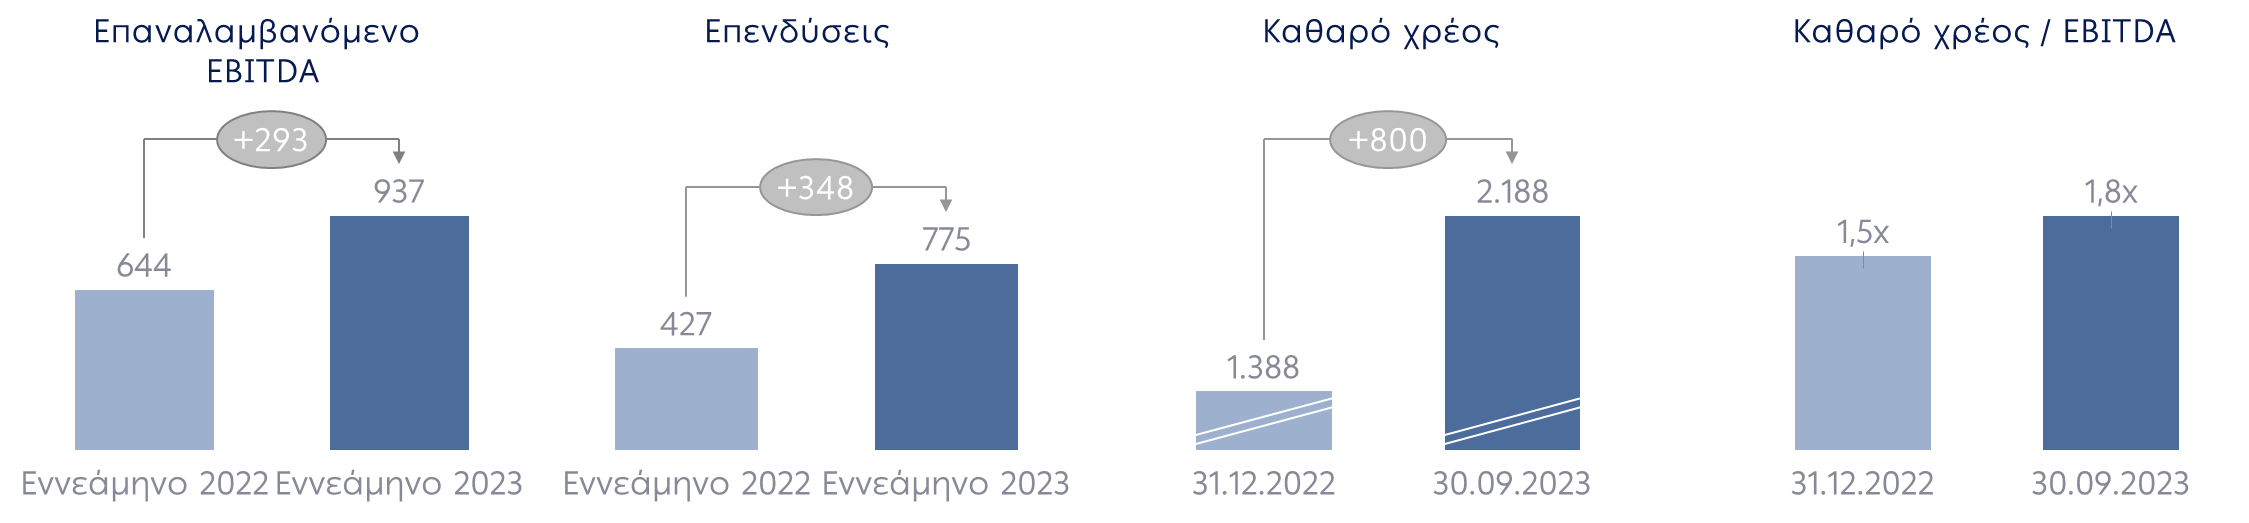 Επαναλαμβανόμενο
EBITDA
+293
937
644
Εννεάμηνο 2022
Εννεάμηνο 2023
Επενδύσεις
+348
775
427
Εννεάμηνο 2022
Εννεάμηνο 2023
Καθαρό χρέος
+800
2.188
1.388
31.12.2022
30.09.2023
Καθαρό χρέος / EBITDA
1,8x
1,5x
31.12.2022
30.09.2023